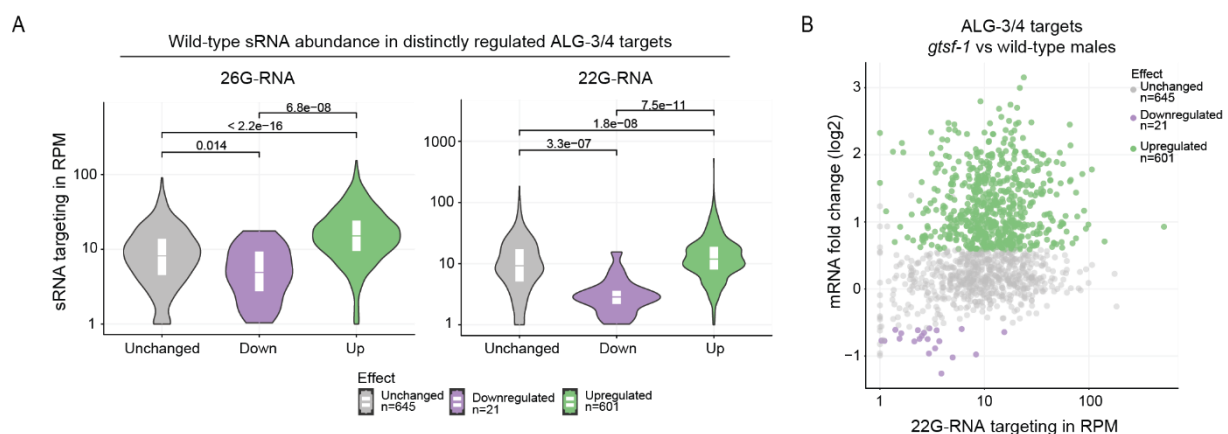 A
Wild-type sRNA abundance in distinctly regulated ALG-3/4 targets
26G-RNA
22G-RNA
sRNA targeting in RPM
100
10
1
0.014
< 2.2e-16
6.8e-08
Unchanged
Down
Up
1000
100
10
1
3.3e-07
1.8e-08
7.5e-11
Unchanged
Down
Up
Effect
Unchanged
n=645
Downregulated
n=21
Upregulated
n=601
B
ALG-3/4 targets
gtsf-1 vs wild-type males
mRNA fold change (log2)
3
2
1
0
−1
1
10
100
22G-RNA targeting in RPM
Effect
Unchanged
n=645
Downregulated
n=21
Upregulated
n=601